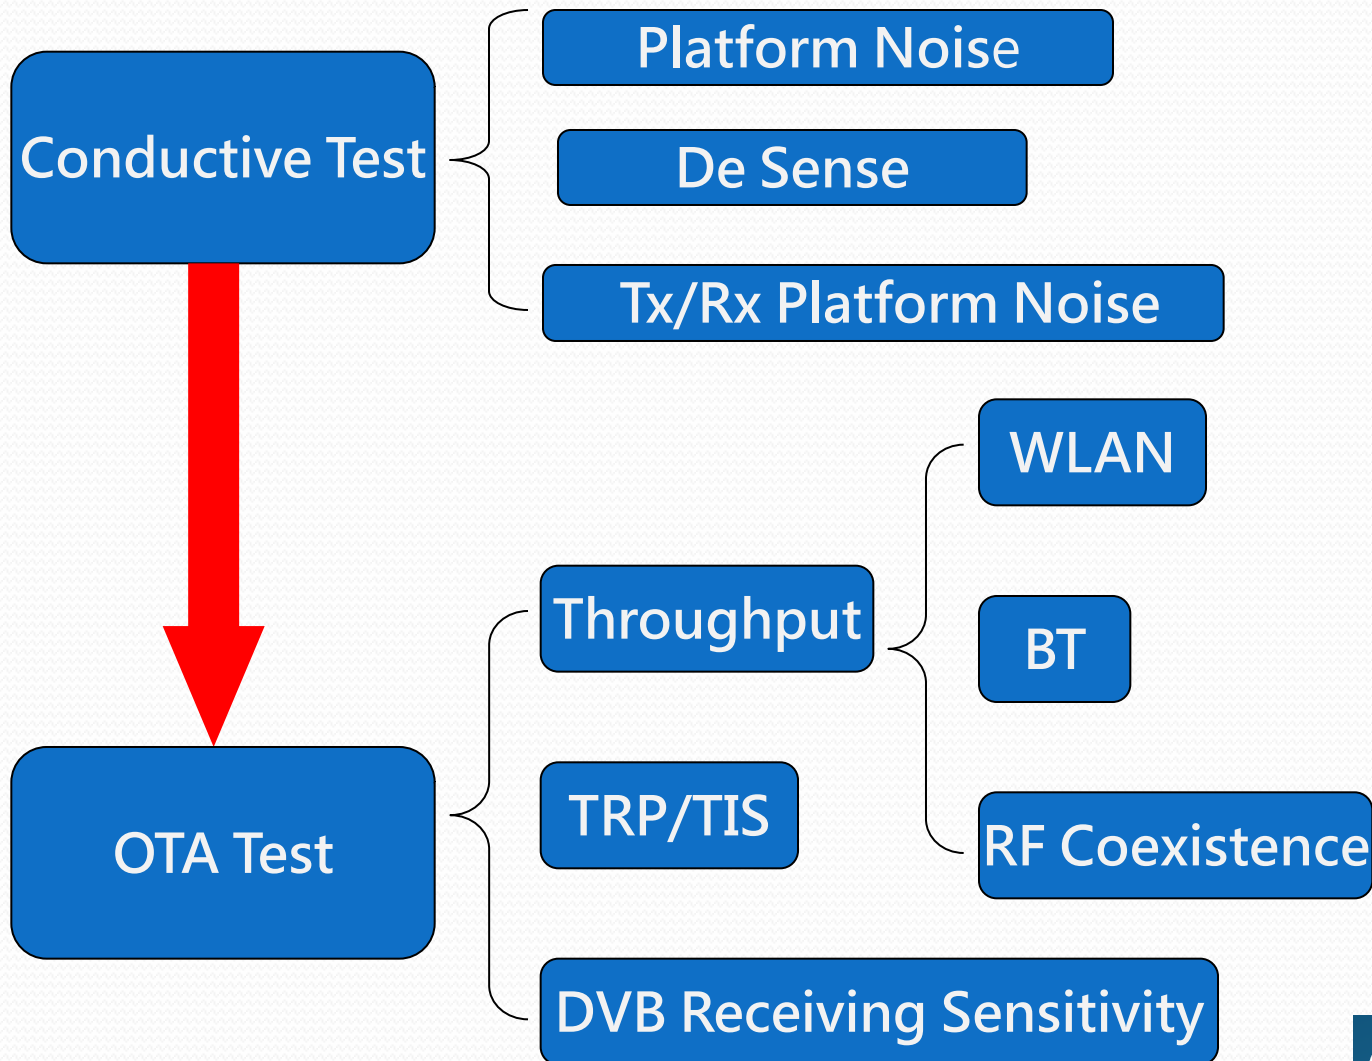 Platform Noise
Conductive Test
De Sense
Tx/Rx Platform Noise
WLAN
Throughput
BT
TRP/TIS
OTA Test
RF Coexistence
DVB Receiving Sensitivity